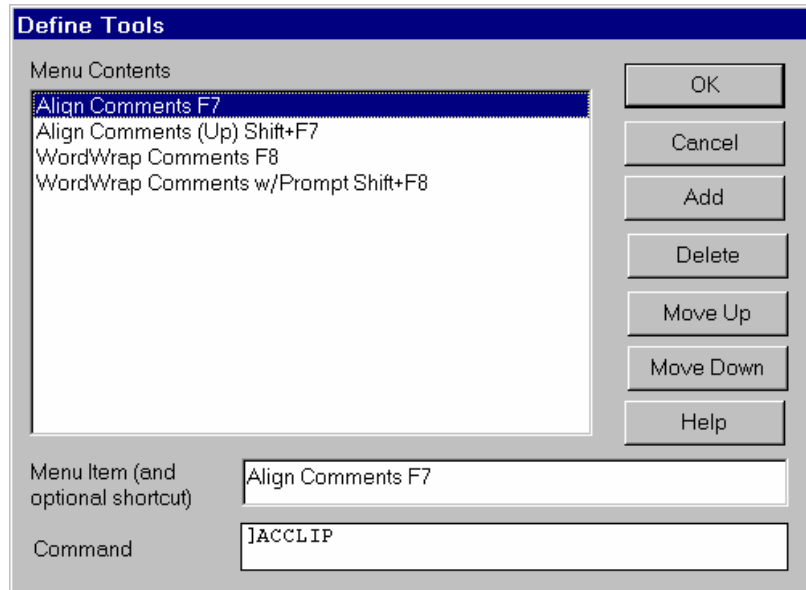 Define Tools
Menu Contents
Align Comments F7
Align Comments (Up) Shift+F7
WordWrap Comments F8
WordWrap Comments w/Prompt Shift+F8
OK
Cancel
Add
Delete
Move Up
Move Down
Help
Menu Item (and
optional shortcut)
Align Comments F7
Command
]ACCLIP